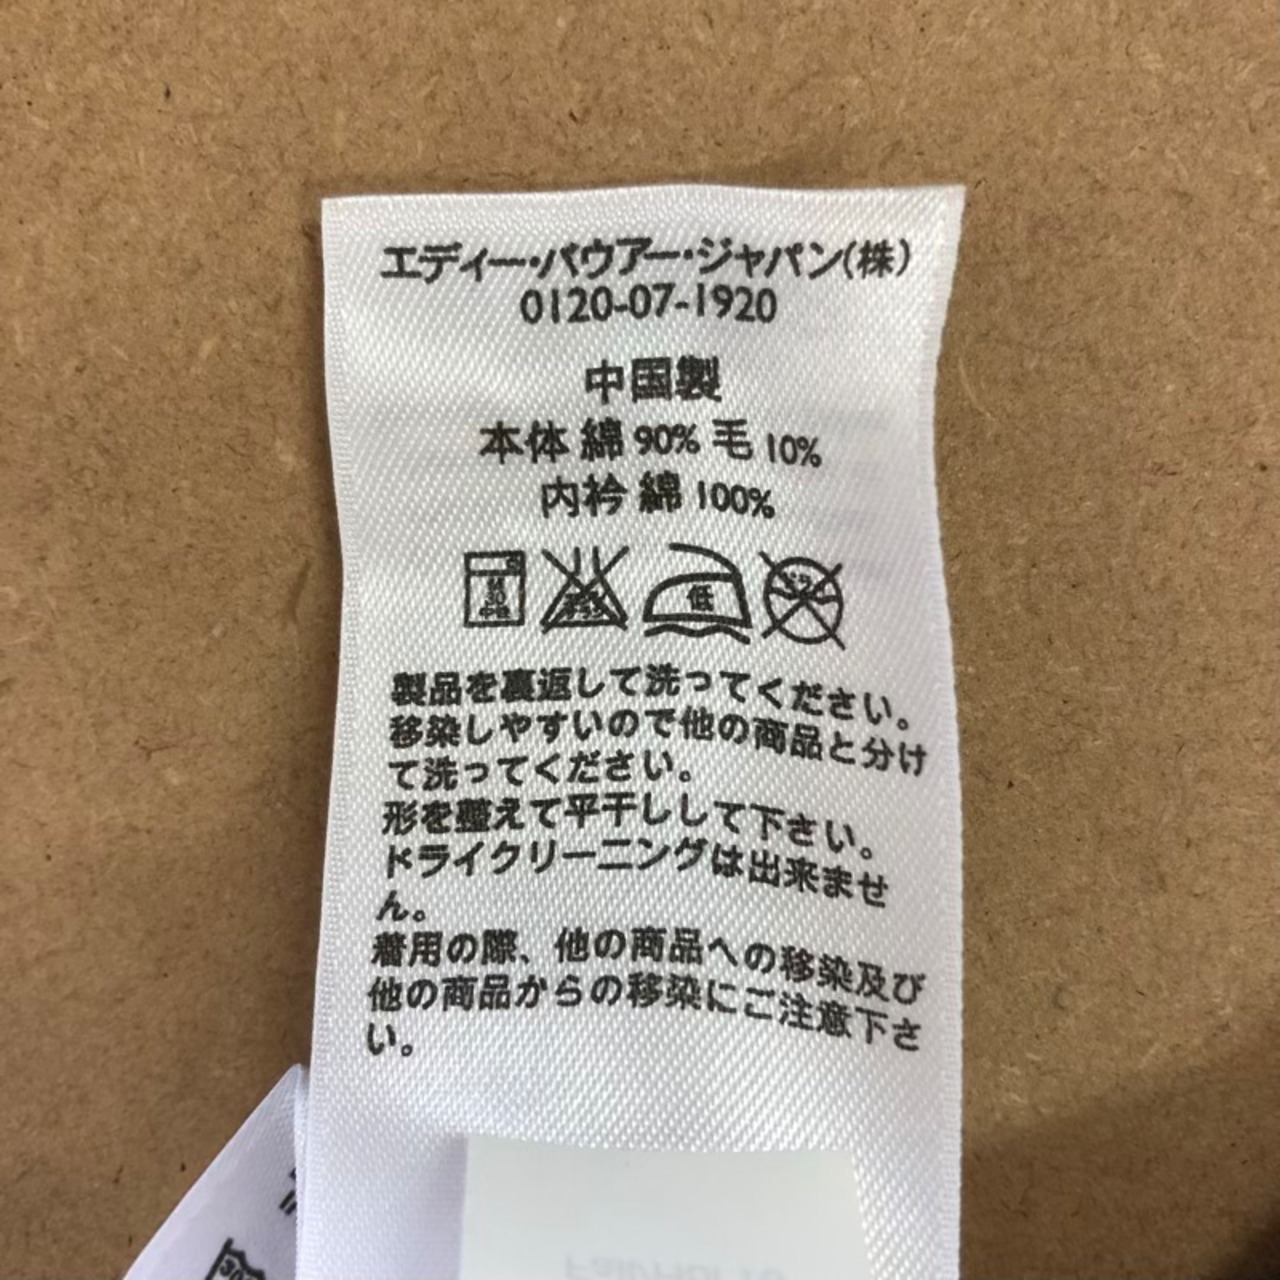 エディー・バウアー・ジャパン(株)
0120-07-1920
中国製
本体 綿 90% 毛 10%
内衿 綿 100%
30
中性
低
ドライ
製品を裏返して洗ってください。
移染しやすいので他の商品と分け
て洗ってください。
形を整えて平干しして下さい。
ドライクリーニングは出来ませ
ん。
着用の際、他の商品への移染及び
他の商品からの移染にご注意下さ
い。